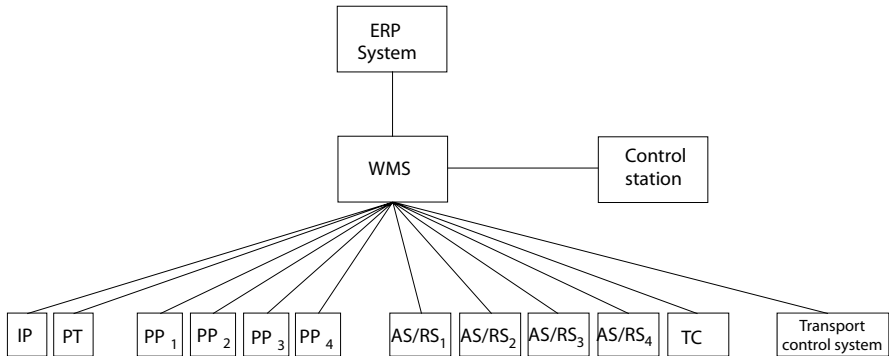 ERP
System
WMS
Control
station
IP PT PP 1 PP 2 PP 3 PP 4 AS/RS1 AS/RS2 AS/RS3 AS/RS4 TC Transport
control system